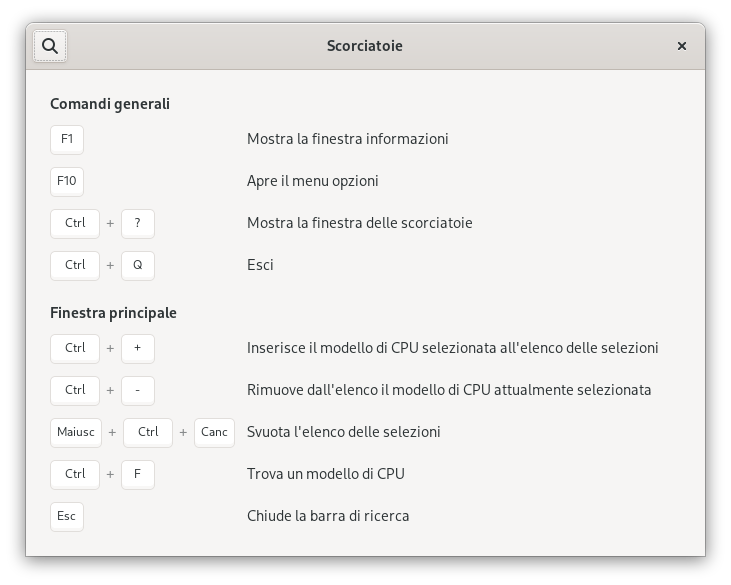 Scorciatoie
Comandi generali
F1 Mostra la finestra informazioni
F10 Apre il menu opzioni
Ctrl + ? Mostra la finestra delle scorciatoie
Ctrl + Q Esci
Finestra principale
Ctrl + + Inserisce il modello di CPU selezionata all'elenco delle selezioni
Ctrl + - Rimuove dall'elenco il modello di CPU attualmente selezionata
Maiusc + Ctrl + Canc Svuota l'elenco delle selezioni
Ctrl + F Trova un modello di CPU
Esc Chiude la barra di ricerca